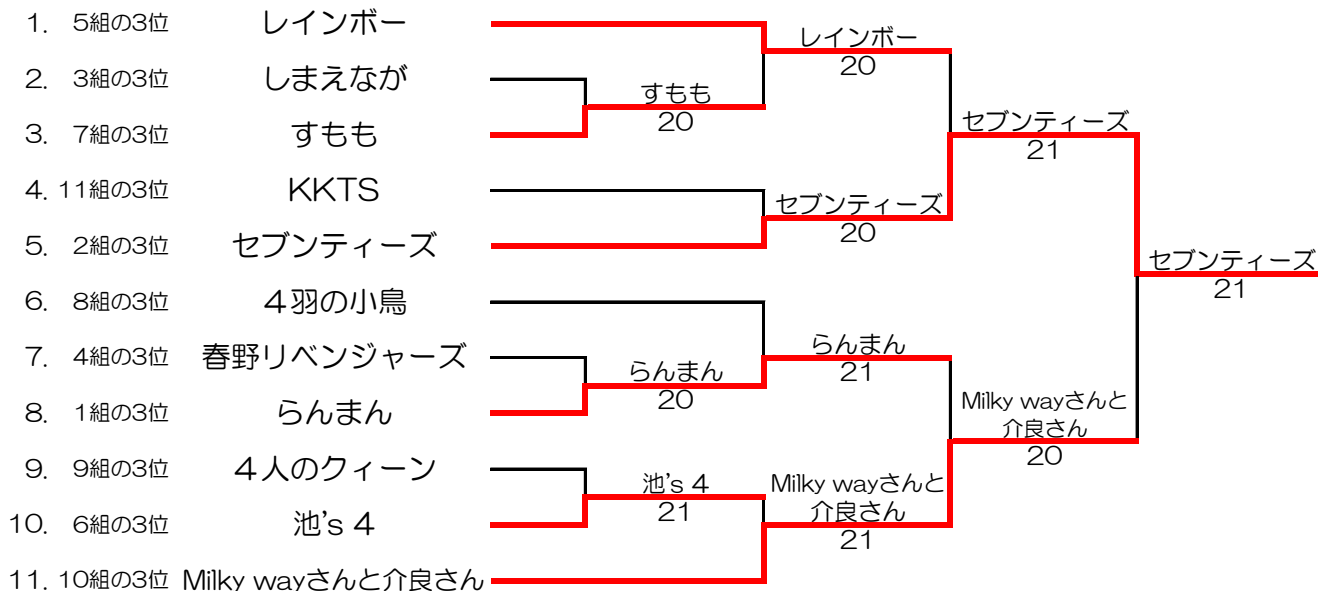 1. 5組の3位 レインボー
2. 3組の3位 しまえなが
3. 7組の3位 すもも
4. 11組の3位 KKTS
5. 2組の3位 セブンティーズ
6. 8組の3位 ４羽の小鳥
7. 4組の3位 春野リベンジャーズ
8. 1組の3位 らんまん
9. 9組の3位 ４人のクィーン
10. 6組の3位 池's 4
11. 10組の3位 Milky wayさんと介良さん
すもも
20
らんまん
20
池's 4
21
レインボー
20
セブンティーズ
20
らんまん
21
Milky wayさんと
介良さん
21
セブンティーズ
21
Milky wayさんと
介良さん
20
セブンティーズ
21